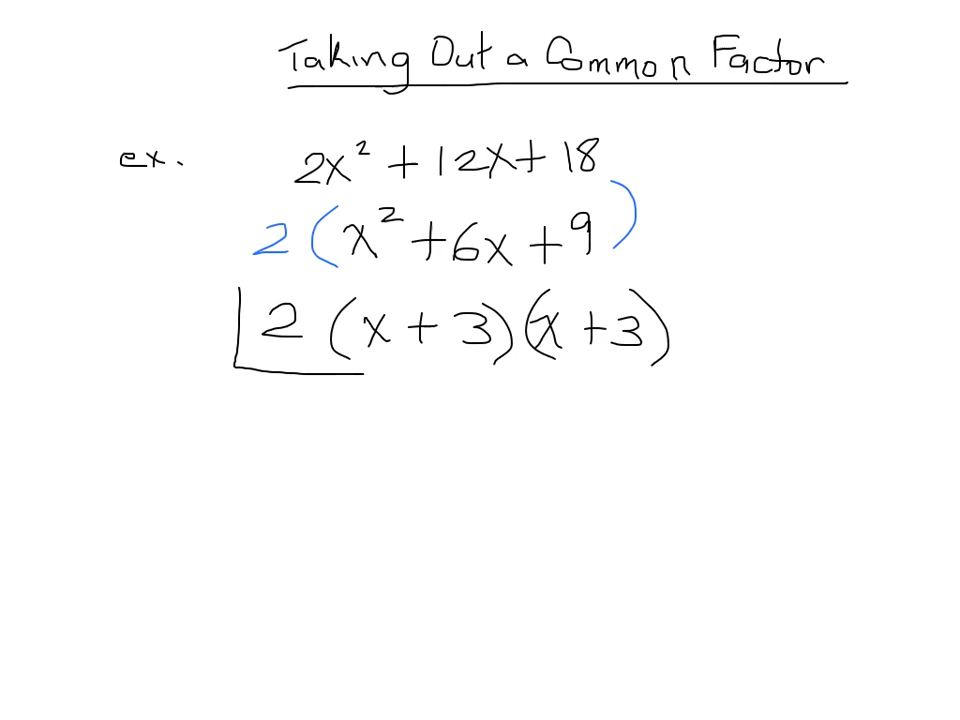 Taking Out a Common Factor
ex. 2x² + 12x + 18
2(x² + 6x + 9)
2(x + 3)(x + 3)